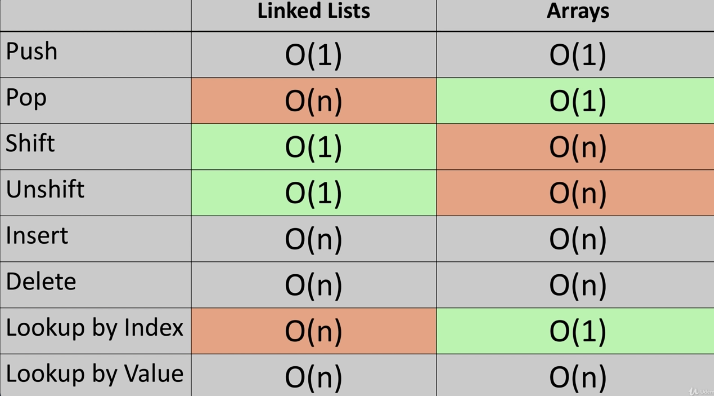 Linked Lists Arrays
Push O(1) O(1)
Pop O(n) O(1)
Shift O(1) O(n)
Unshift O(1) O(n)
Insert O(n) O(n)
Delete O(n) O(n)
Lookup by Index O(n) O(1)
Lookup by Value O(n) O(n)